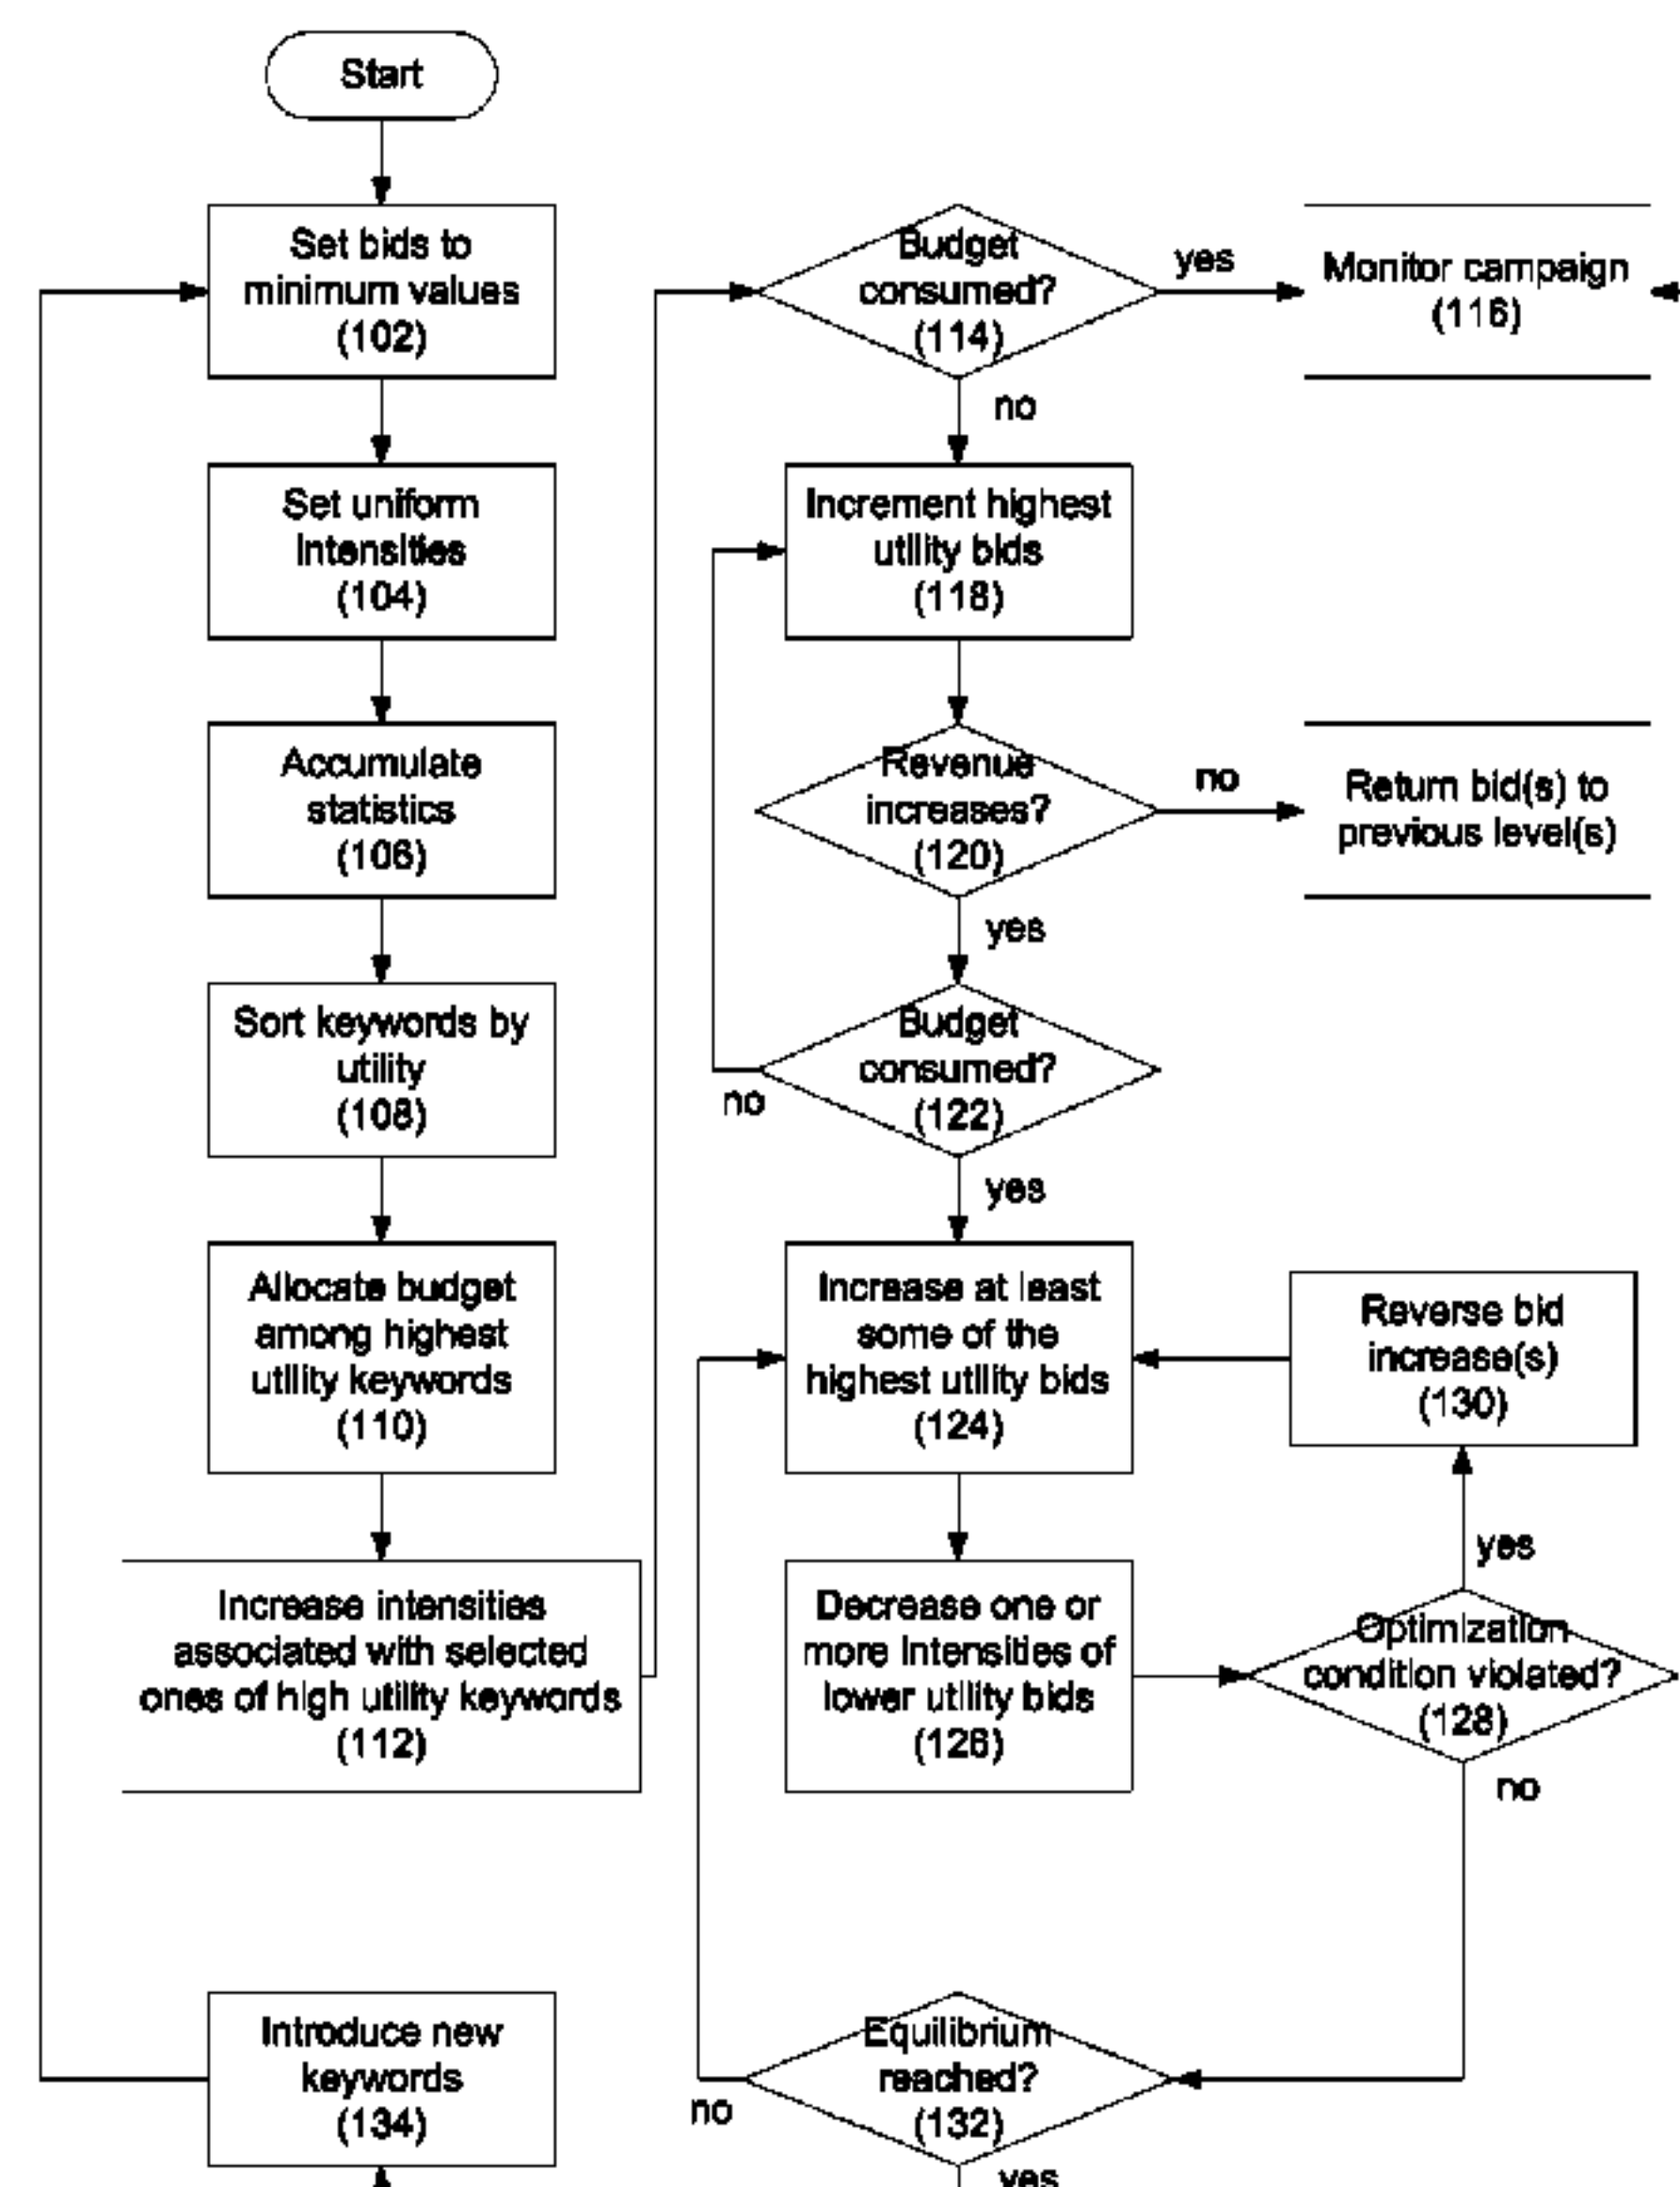 Start
Set bids to
minimum values
(102)
Set uniform
intensities
(104)
Accumulate
statistics
(106)
Sort keywords by
utility
(108)
Allocate budget
among highest
utility keywords
(110)
Increase intensities
associated with selected
ones of high utility keywords
(112)
Introduce new
keywords
(134)
Budget
consumed?
(114)
yes
no
Monitor campaign
(116)
Increment highest
utility bids
(118)
Revenue
increases?
(120)
no
yes
Return bid(s) to
previous level(s)
Budget
consumed?
(122)
no
yes
Increase at least
some of the
highest utility bids
(124)
Reverse bid
increase(s)
(130)
Decrease one or
more intensities of
lower utility bids
(126)
yes
Optimization
condition violated?
(128)
no
Equilibrium
reached?
(132)
no
yes